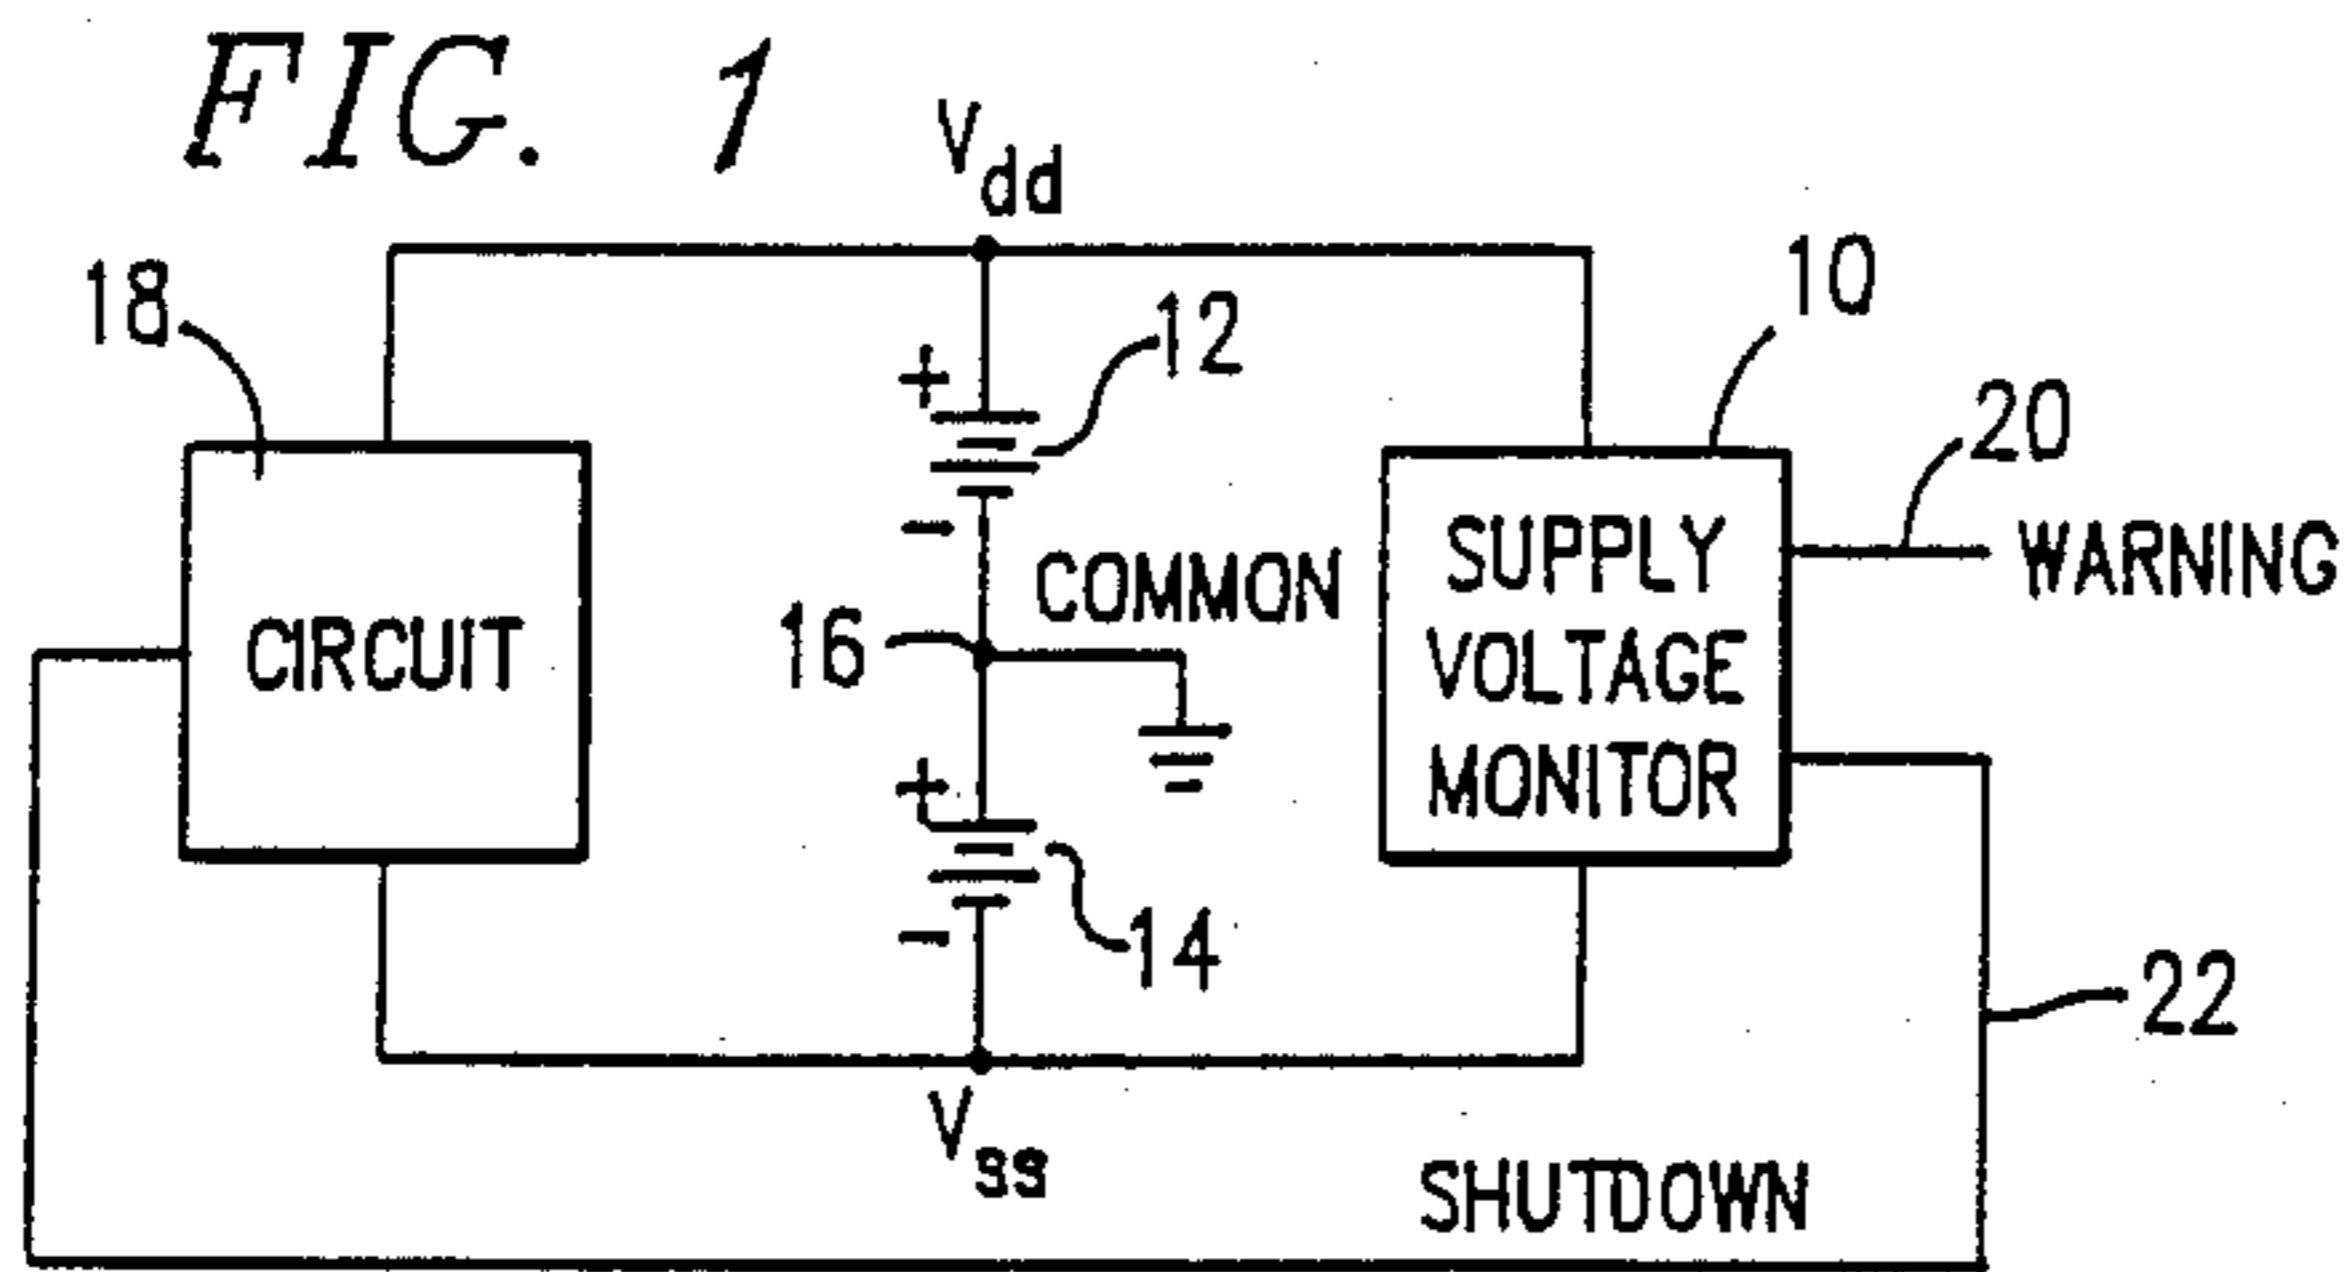 FIG. 1
Vdd
18
12
10
+
20
-
SUPPLY
VOLTAGE
MONITOR
WARNING
COMMON
16
CIRCUIT
+
-
14
22
Vss
SHUTDOWN